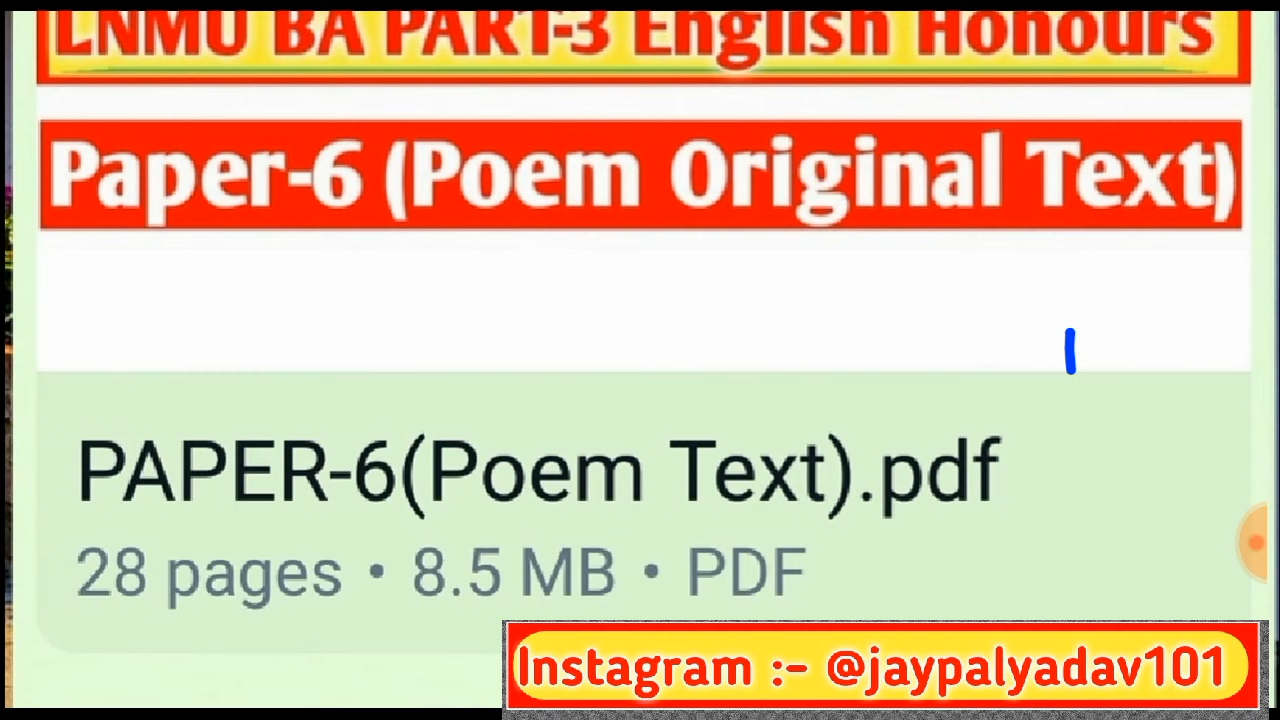 LNMU BA PART-3 English Honours
Paper-6 (Poem Original Text)
PAPER-6(Poem Text).pdf
28 pages • 8.5 MB • PDF
Instagram :- @jaypalyadav101